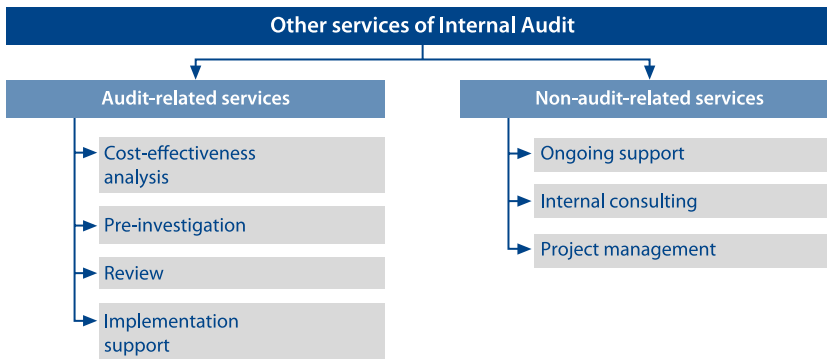 Other services of Internal Audit
Audit-related services
Cost-effectiveness
analysis
Pre-investigation
Review
Implementation
support
Non-audit-related services
Ongoing support
Internal consulting
Project management